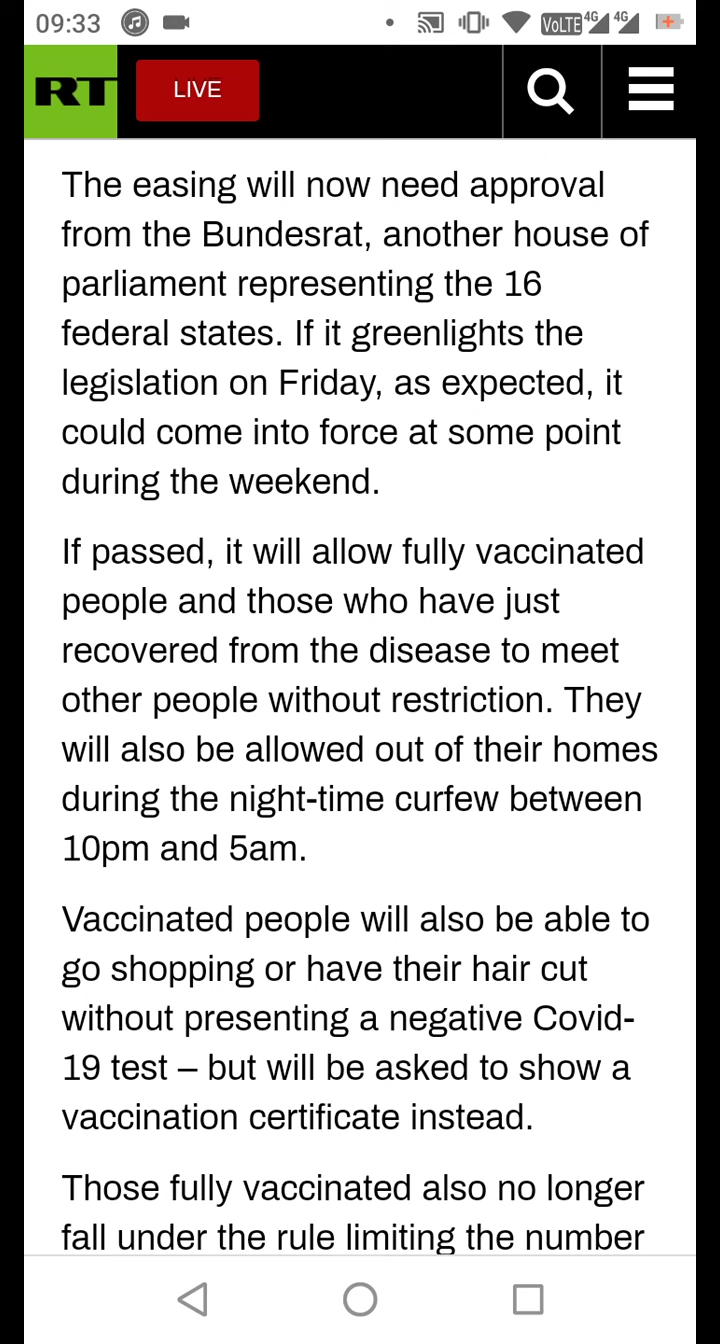 09:33 VoLTE 4G 4G
RT LIVE
The easing will now need approval
from the Bundesrat, another house of
parliament representing the 16
federal states. If it greenlights the
legislation on Friday, as expected, it
could come into force at some point
during the weekend.
If passed, it will allow fully vaccinated
people and those who have just
recovered from the disease to meet
other people without restriction. They
will also be allowed out of their homes
during the night-time curfew between
10pm and 5am.
Vaccinated people will also be able to
go shopping or have their hair cut
without presenting a negative Covid-
19 test – but will be asked to show a
vaccination certificate instead.
Those fully vaccinated also no longer
fall under the rule limiting the number